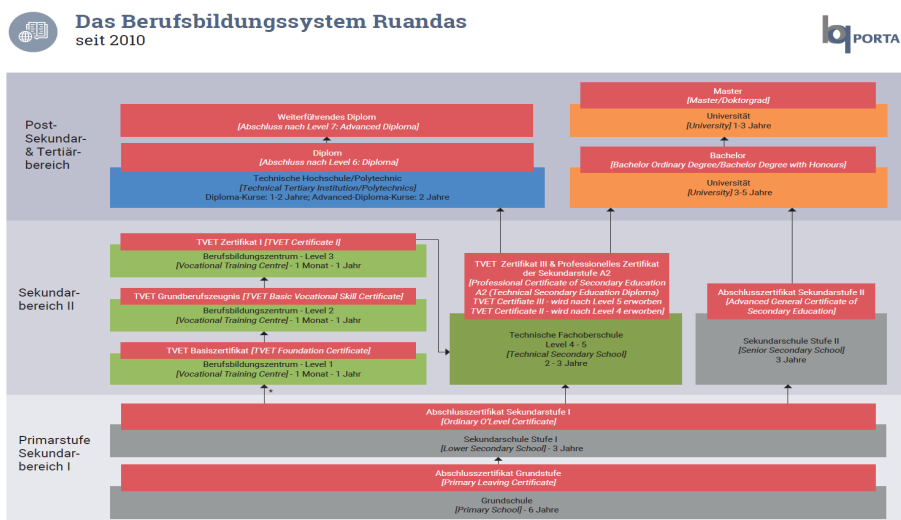 Das Berufsbildungssystem Ruandas
seit 2010
bq PORTA
Post-
Sekundar-
& Tertiär-
bereich
Weiterführendes Diplom
[Abschluss nach Level 7: Advanced Diploma]
Diplom
[Abschluss nach Level 6: Diploma]
Technische Hochschule/Polytechnic
[Technical Tertiary Institution/Polytechnics]
Diploma-Kurse: 1-2 Jahre; Advanced-Diploma-Kurse: 2 Jahre
Master
[Master/Doktorgrad]
Universität
[University] 1-3 Jahre
Bachelor
[Bachelor Ordinary Degree/Bachelor Degree with Honours]
Universität
[University] 3-5 Jahre
Sekundar-
bereich II
TVET Zertifikat I [TVET Certificate I]
Berufsbildungszentrum - Level 3
[Vocational Training Centre] - 1 Monat - 1 Jahr
TVET Grundberufszeugnis [TVET Basic Vocational Skill Certificate]
Berufsbildungszentrum - Level 2
[Vocational Training Centre] - 1 Monat - 1 Jahr
TVET Basiszertifikat [TVET Foundation Certificate]
Berufsbildungszentrum - Level 1
[Vocational Training Centre] - 1 Monat - 1 Jahr
*
TVET Zertifikat III & Professionelles Zertifikat
der Sekundarstufe A2
[Professional Certificate of Secondary Education
A2 (Technical Secondary Education Diploma)
TVET Certifiate III - wird nach Level 5 erworben
TVET Certificate II - wird nach Level 4 erworben]
Technische Fachoberschule
Level 4 - 5
[Technical Secondary School]
2 - 3 Jahre
Abschlusszertifikat Sekundarstufe II
[Advanced General Certificate of
Secondary Education]
Sekundarschule Stufe II
[Senior Secondary School]
3 Jahre
Primarstufe
Sekundar-
bereich I
Abschlusszertifikat Sekundarstufe I
[Ordinary O'Level Certificate]
Sekundarschule Stufe I
[Lower Secondary School] - 3 Jahre
Abschlusszertifikat Grundstufe
[Primary Leaving Certificate]
Grundschule
[Primary School] - 6 Jahre